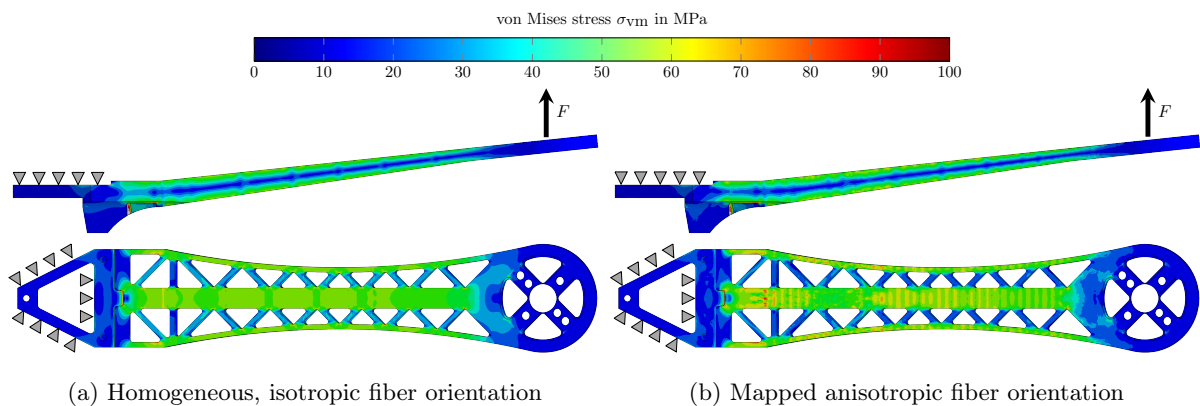 von Mises stress σvm in MPa
0 10 20 30 40 50 60 70 80 90 100
F F
(a) Homogeneous, isotropic fiber orientation
(b) Mapped anisotropic fiber orientation